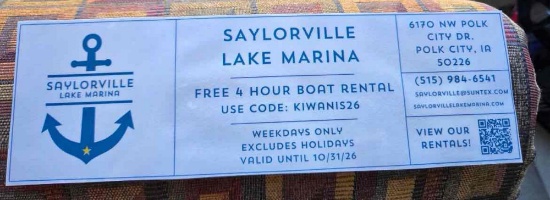 SAYLORVILLE
LAKE MARINA
SAYLORVILLE
LAKE MARINA
FREE 4 HOUR BOAT RENTAL
USE CODE: KIWANIS26
WEEKDAYS ONLY
EXCLUDES HOLIDAYS
VALID UNTIL 10/31/26
6170 NW POLK
CITY DR.
POLK CITY, IA
50226
(515) 984-6541
SAYLORVILLE@SUNTEX.COM
SAYLORVILLELAKEMARINA.COM
VIEW OUR
RENTALS!